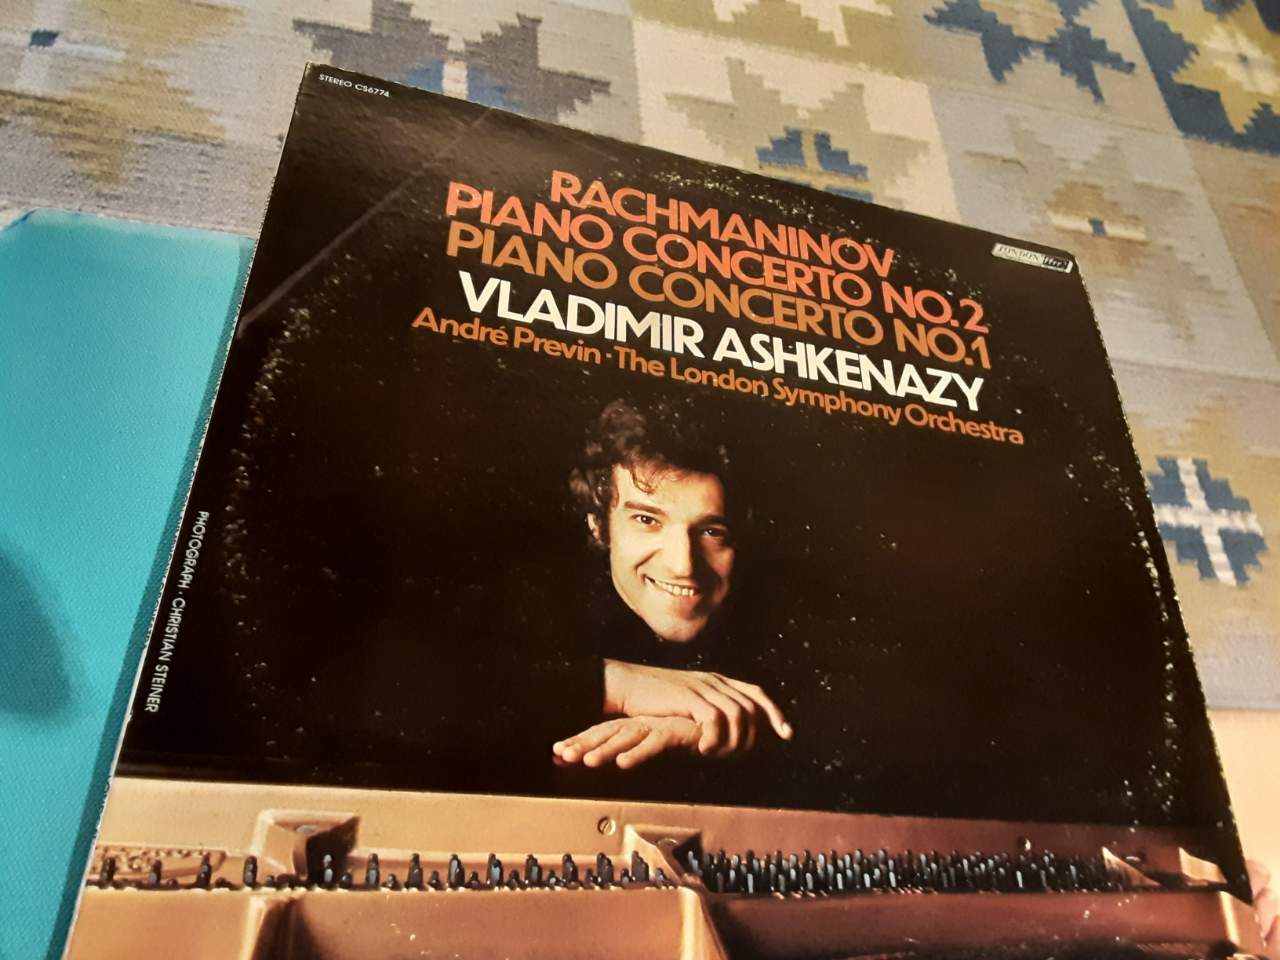 STEREO CS6774
RACHMANINOV
PIANO CONCERTO NO.2
PIANO CONCERTO NO.1
VLADIMIR ASHKENAZY
André Previn · The London Symphony Orchestra
LONDON
PHOTOGRAPH · CHRISTIAN STEINER